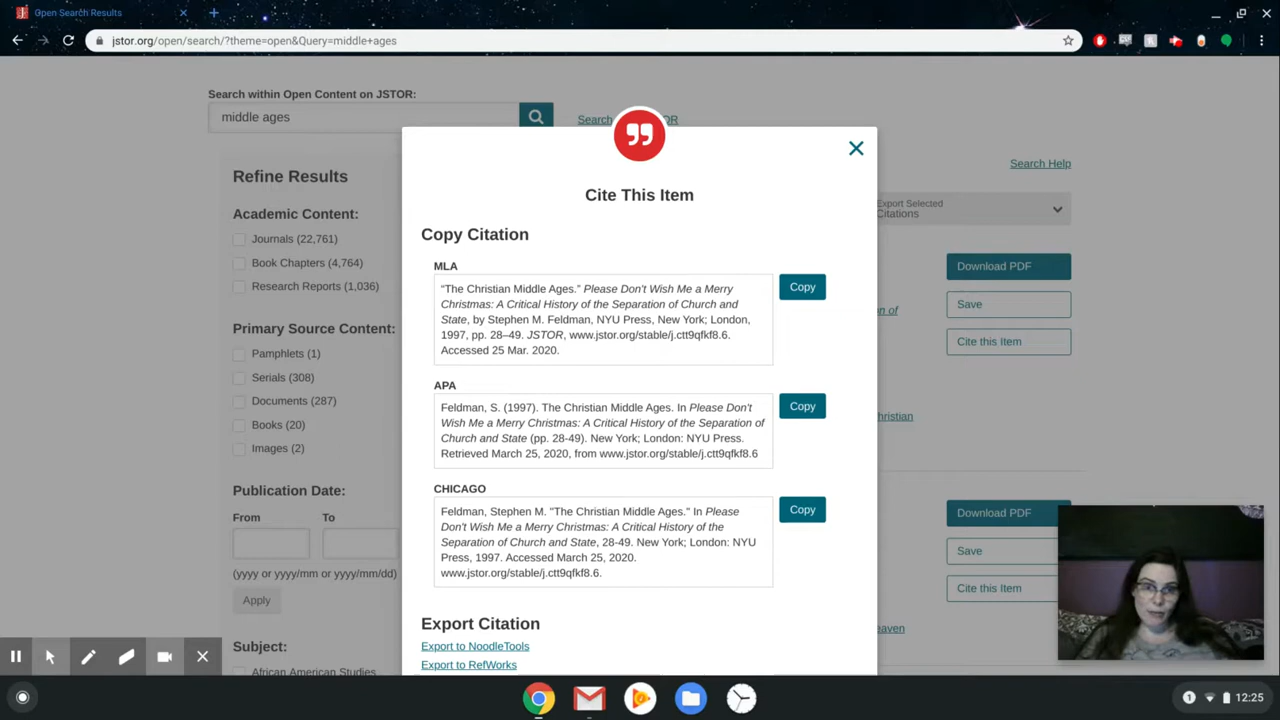 Open Search Results
jstor.org/open/search/?theme=open&Query=middle+ages
Search within Open Content on JSTOR:
middle ages
Search
OR
Search Help
Refine Results
Academic Content:
Journals (22,761)
Book Chapters (4,764)
Research Reports (1,036)
Primary Source Content:
Pamphlets (1)
Serials (308)
Documents (287)
Books (20)
Images (2)
Publication Date:
From To
(yyyy or yyyy/mm or yyyy/mm/dd)
Apply
Subject:
African American Studies
Cite This Item
Copy Citation
MLA
“The Christian Middle Ages.” Please Don't Wish Me a Merry
Christmas: A Critical History of the Separation of Church and
State, by Stephen M. Feldman, NYU Press, New York; London,
1997, pp. 28–49. JSTOR, www.jstor.org/stable/j.ctt9qfkf8.6.
Accessed 25 Mar. 2020.
Copy
APA
Feldman, S. (1997). The Christian Middle Ages. In Please Don't
Wish Me a Merry Christmas: A Critical History of the Separation of
Church and State (pp. 28-49). New York; London: NYU Press.
Retrieved March 25, 2020, from www.jstor.org/stable/j.ctt9qfkf8.6
Copy
CHICAGO
Feldman, Stephen M. "The Christian Middle Ages." In Please
Don't Wish Me a Merry Christmas: A Critical History of the
Separation of Church and State, 28-49. New York; London: NYU
Press, 1997. Accessed March 25, 2020.
www.jstor.org/stable/j.ctt9qfkf8.6.
Copy
Export Citation
Export to NoodleTools
Export to RefWorks
Export Selected
Citations
Download PDF
Save
Cite this Item
on of
hristian
Download PDF
Save
Cite this Item
eaven
1
12:25